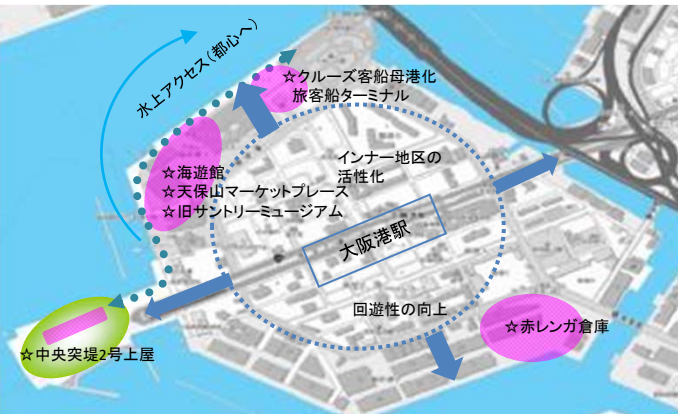 水上アクセス(都心へ)
☆クルーズ客船母港化
旅客船ターミナル
インナー地区の
活性化
☆海遊館
☆天保山マーケットプレース
☆旧サントリーミュージアム
大阪港駅
回遊性の向上
☆赤レンガ倉庫
☆中央突堤2号上屋